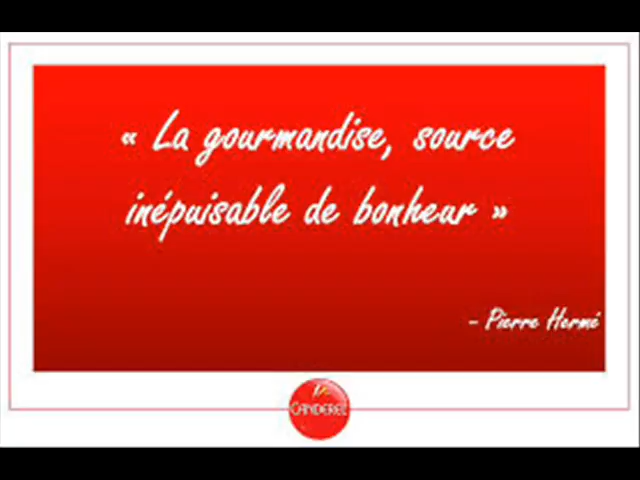 « La gourmandise, source
inépuisable de bonheur »
- Pierre Hermé
CANDEREL